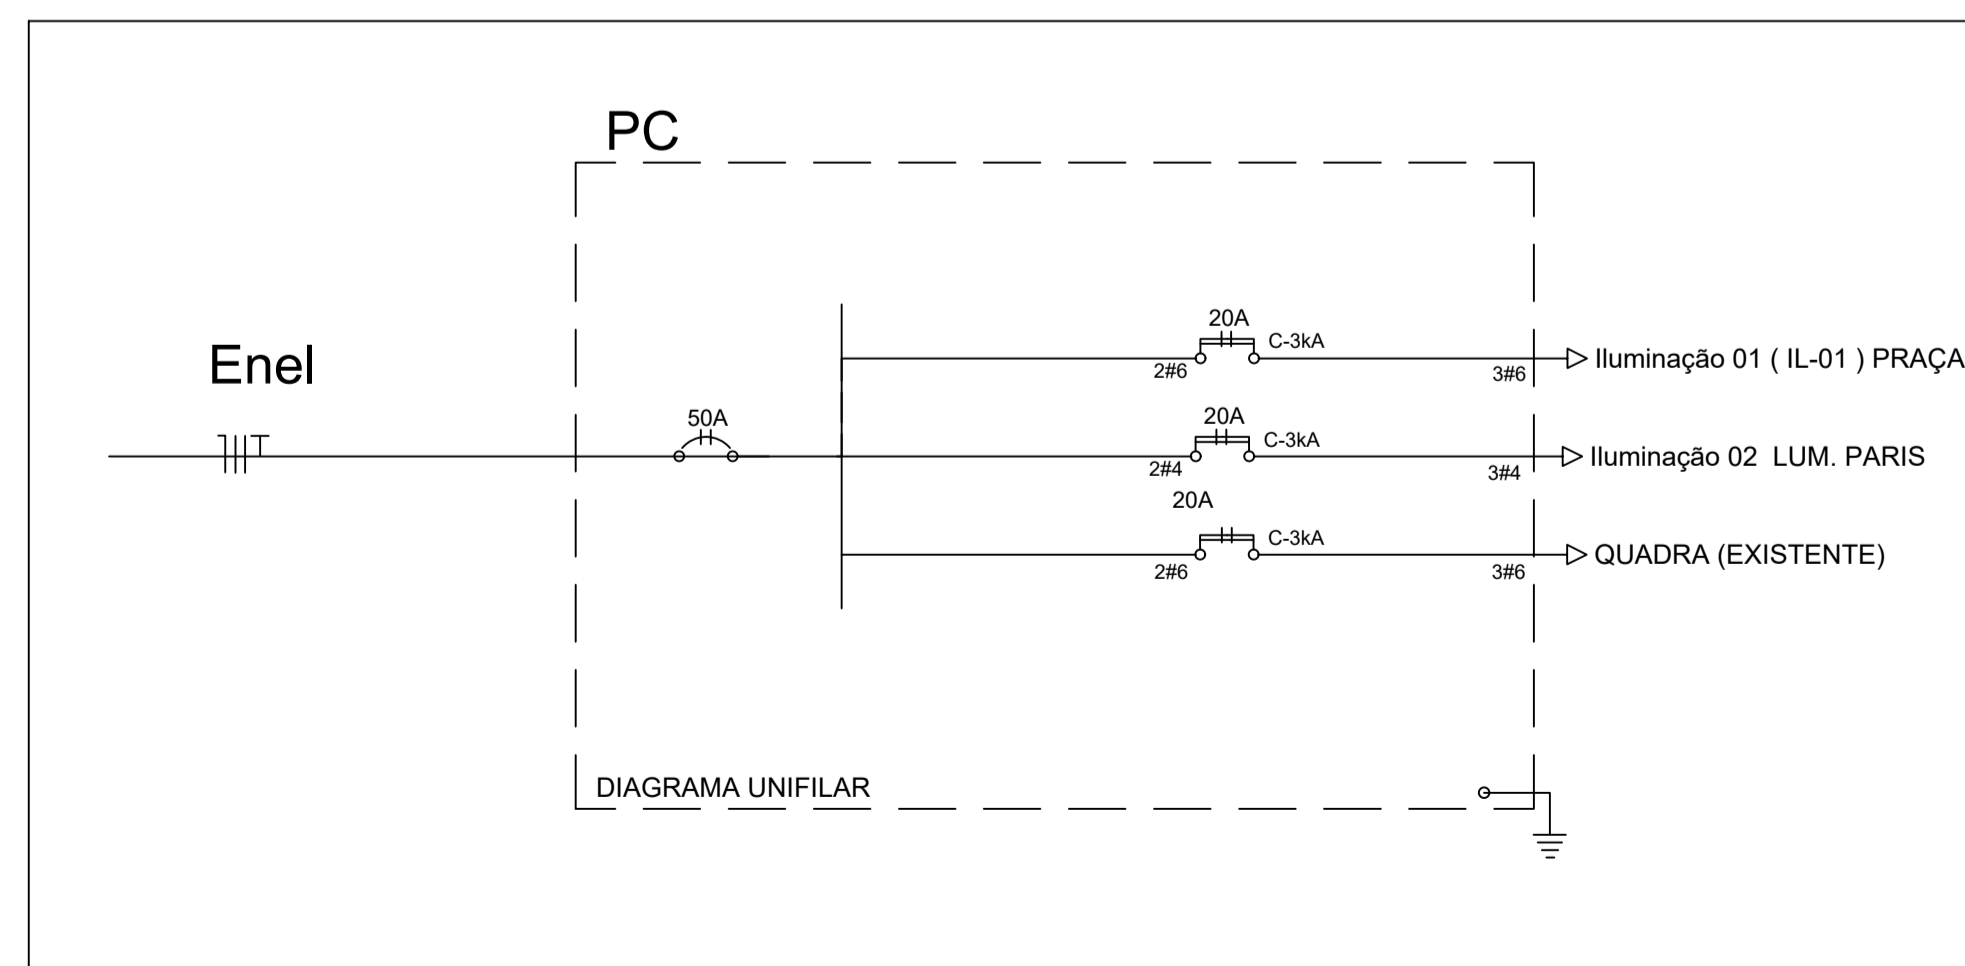 PC
Enel
50A
20A
C-3kA
2#6
3#6
Iluminação 01 ( IL-01 ) PRAÇA
20A
C-3kA
2#4
3#4
Iluminação 02 LUM. PARIS
20A
C-3kA
2#6
3#6
QUADRA (EXISTENTE)
DIAGRAMA UNIFILAR